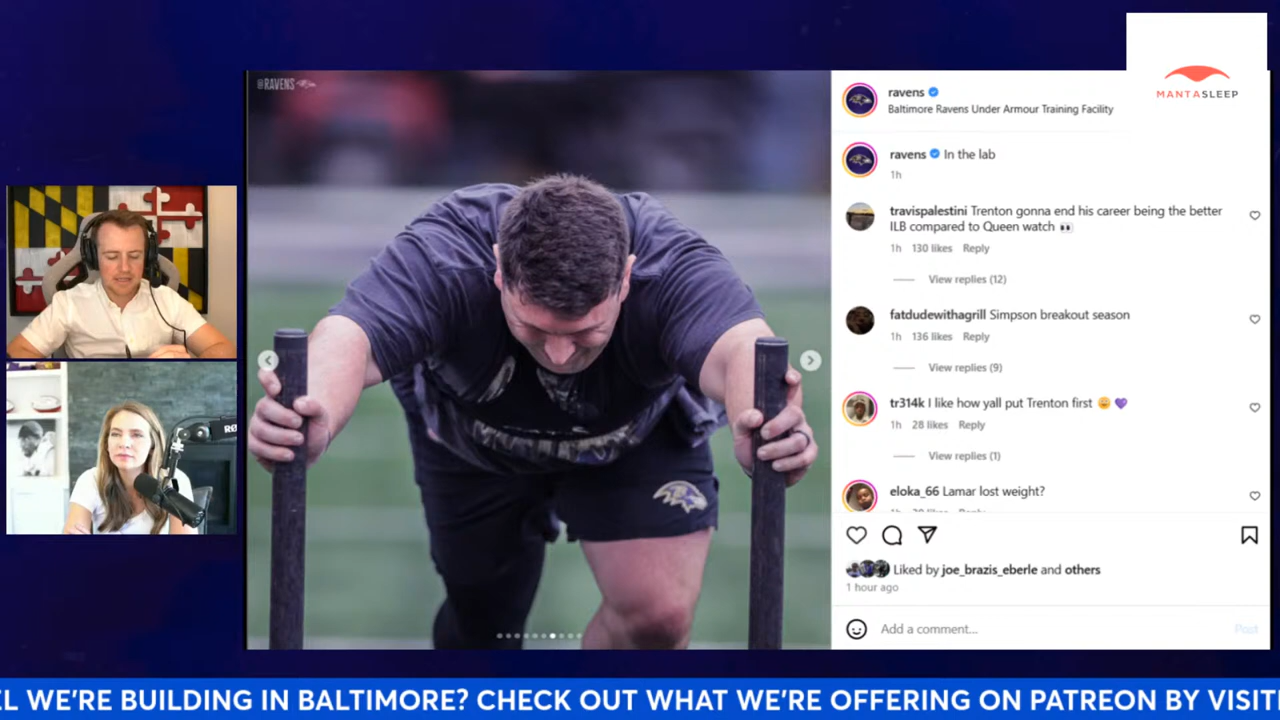 MANTASLEEP
@RAVENS
ravens
Baltimore Ravens Under Armour Training Facility
ravens In the lab
1h
travispalestini Trenton gonna end his career being the better
ILB compared to Queen watch 👀
1h 130 likes Reply
View replies (12)
fatdudewithagrill Simpson breakout season
1h 136 likes Reply
View replies (9)
tr314k I like how yall put Trenton first 😩 💜
1h 28 likes Reply
View replies (1)
eloka_66 Lamar lost weight?
Liked by joe_brazis_eberle and others
1 hour ago
Add a comment...
Post
EL WE'RE BUILDING IN BALTIMORE? CHECK OUT WHAT WE'RE OFFERING ON PATREON BY VISITI